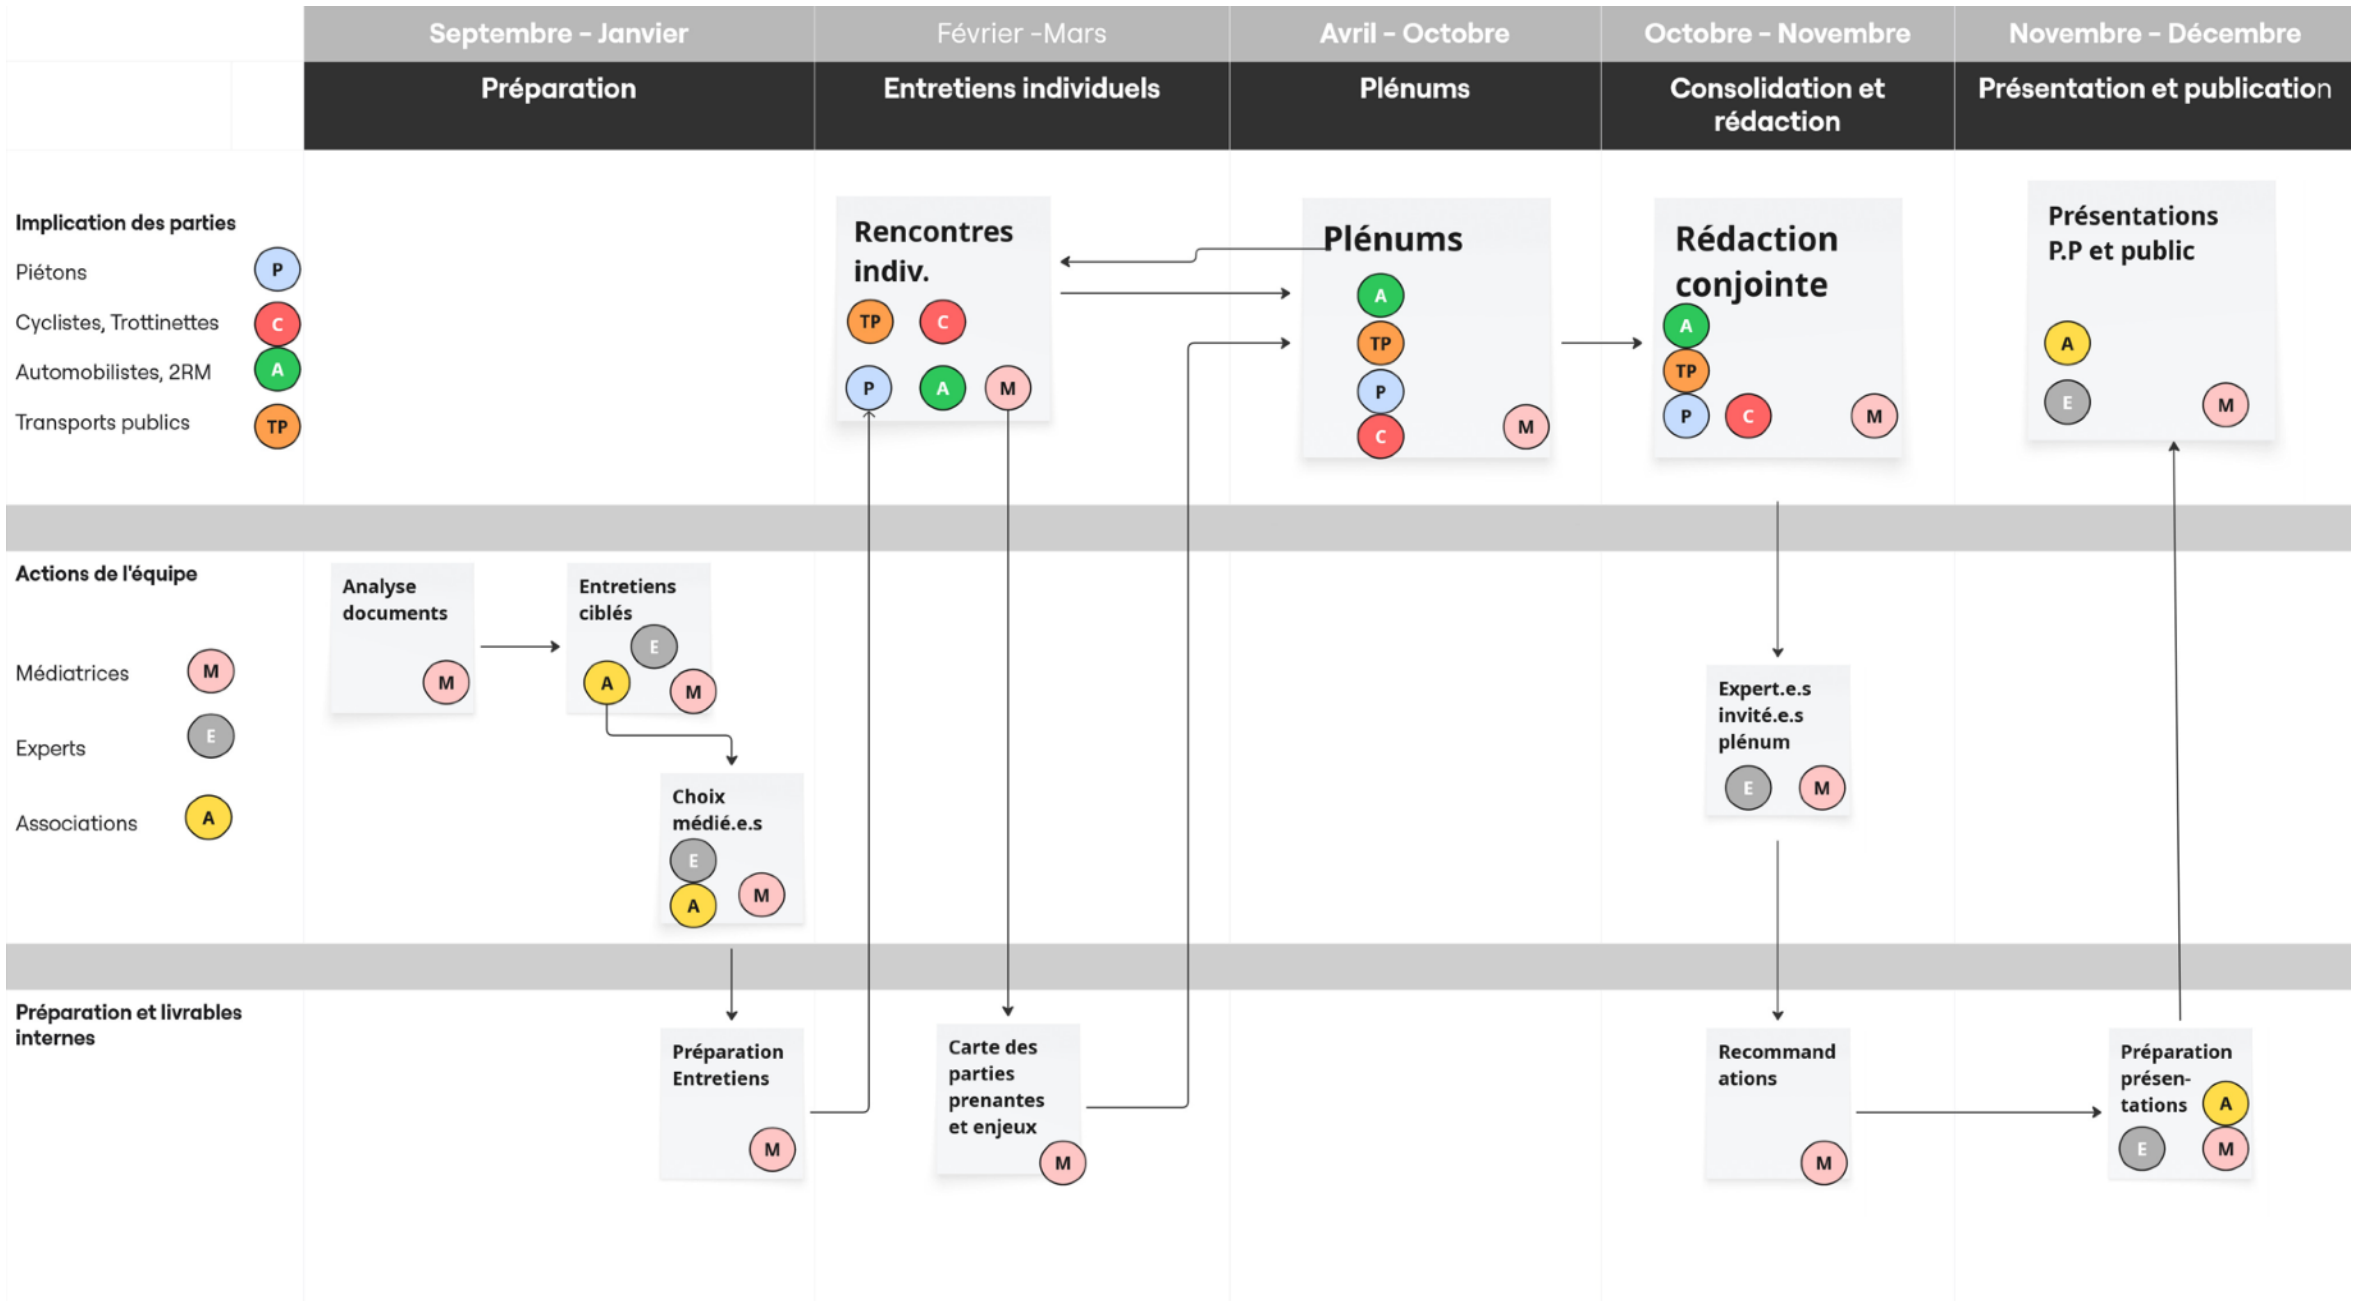 Septembre – Janvier
Février –Mars
Avril – Octobre
Octobre – Novembre
Novembre – Décembre
Préparation
Entretiens individuels
Plénums
Consolidation et
rédaction
Présentation et publication
Implication des parties
Piétons
P
Cyclistes, Trottinettes
C
Automobilistes, 2RM
A
Transports publics
TP
Rencontres
indiv.
TP
C
P
A
M
Plénums
A
TP
P
C
M
Rédaction
conjointe
A
TP
P
C
M
Présentations
P.P et public
A
E
M
Actions de l'équipe
Médiatrices
M
Experts
E
Associations
A
Analyse
documents
M
Entretiens
ciblés
E
A
M
Choix
médié.e.s
E
A
M
Expert.e.s
invité.e.s
plénum
E
M
Préparation et livrables
internes
Préparation
Entretiens
M
Carte des
parties
prenantes
et enjeux
M
Recommand
ations
M
Préparation
présen-
tations
A
E
M